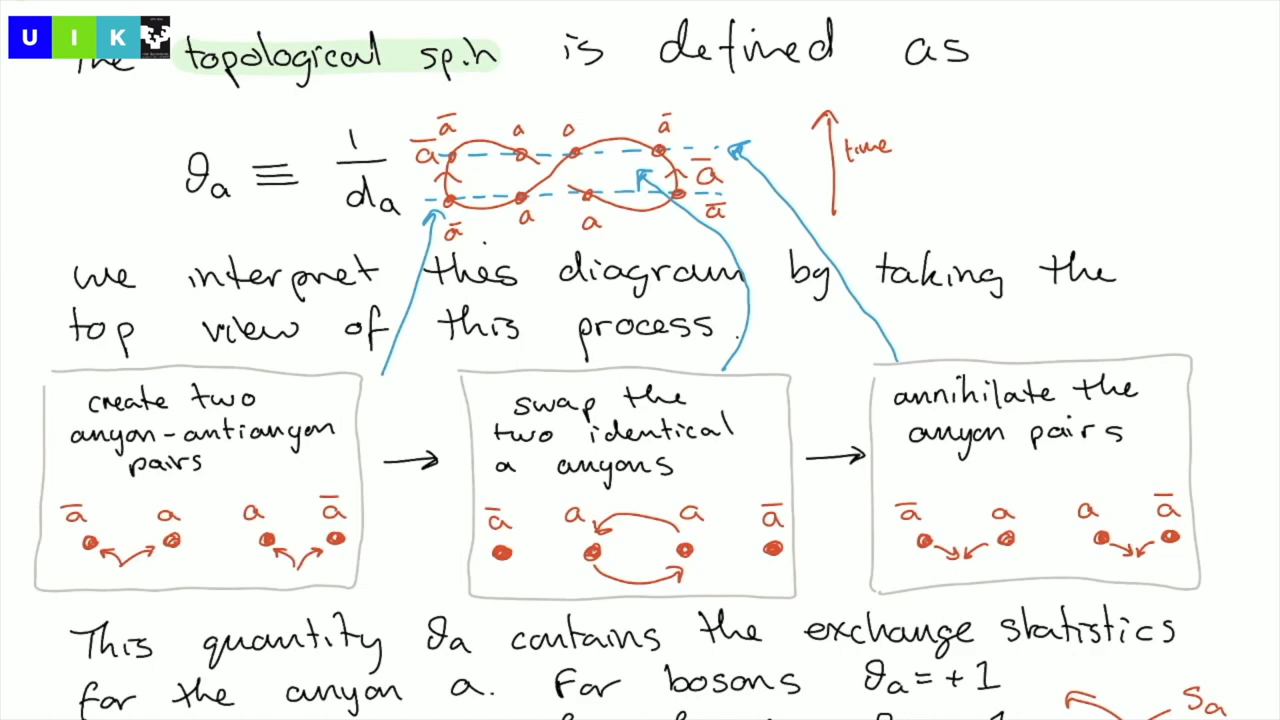 UIK
The topological spin is defined as
ϑa ≡ 1/da
ā a a ā
ā ā
ā a a ā
time
we interpret this diagram by taking the
top view of this process.
create two
anyon-antianyon
pairs
ā a a ā
swap the
two identical
a anyons
ā a a ā
annihilate the
anyon pairs
ā a a ā
This quantity ϑa contains the exchange statistics
for the anyon a. For bosons ϑa = +1
Sa